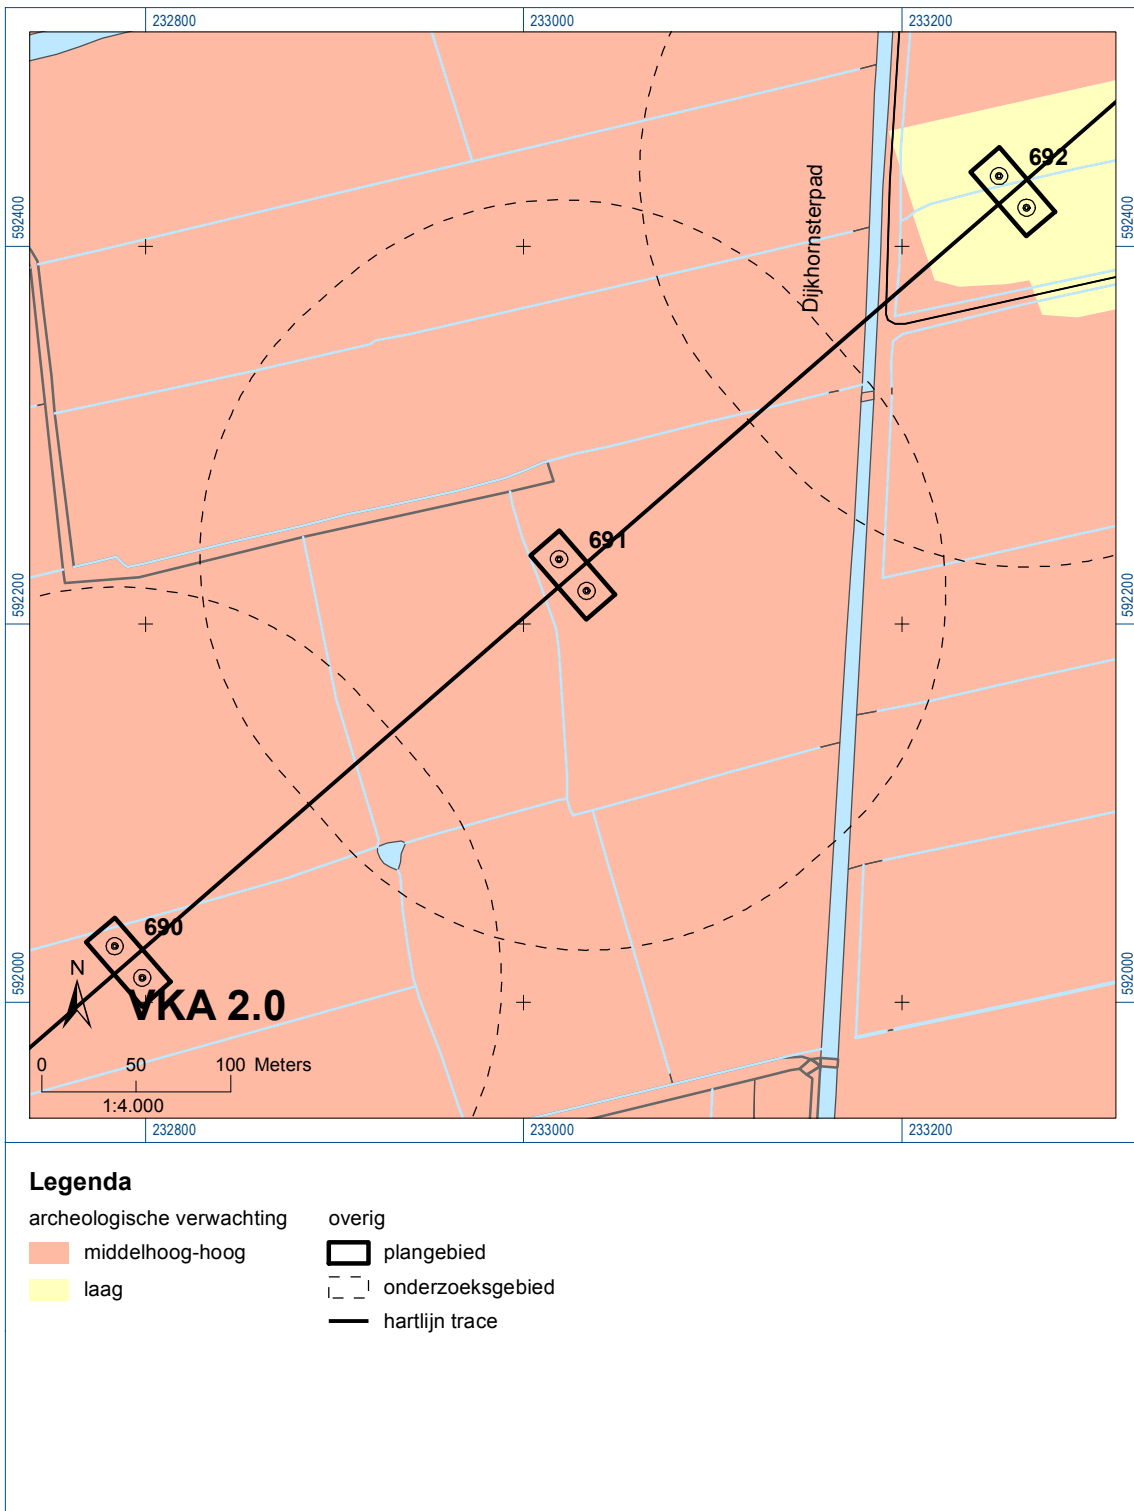 232800 233000 233200
592400 592400
592200 592200
592000 592000
Dijkhornsterpad
692
691
690
N
VKA 2.0
0 50 100 Meters
1:4.000
232800 233000 233200
Legenda
archeologische verwachting overig
middelhoog-hoog plangebied
laag onderzoeksgebied
hartlijn trace